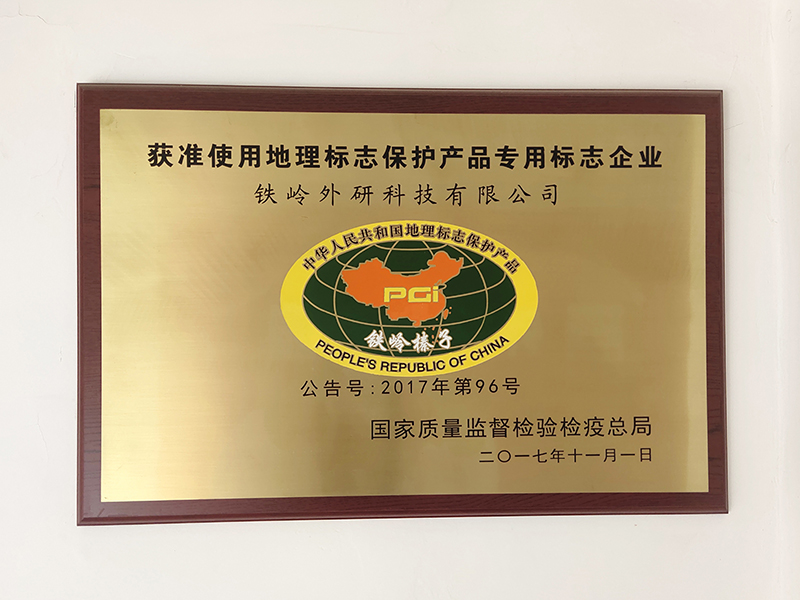 获准使用地理标志保护产品专用标志企业
铁岭外研科技有限公司
中华人民共和国地理标志保护产品
PGi
铁岭榛子
PEOPLE'S REPUBLIC OF CHINA
公告号:2017年第96号
国家质量监督检验检疫总局
二〇一七年十一月一日